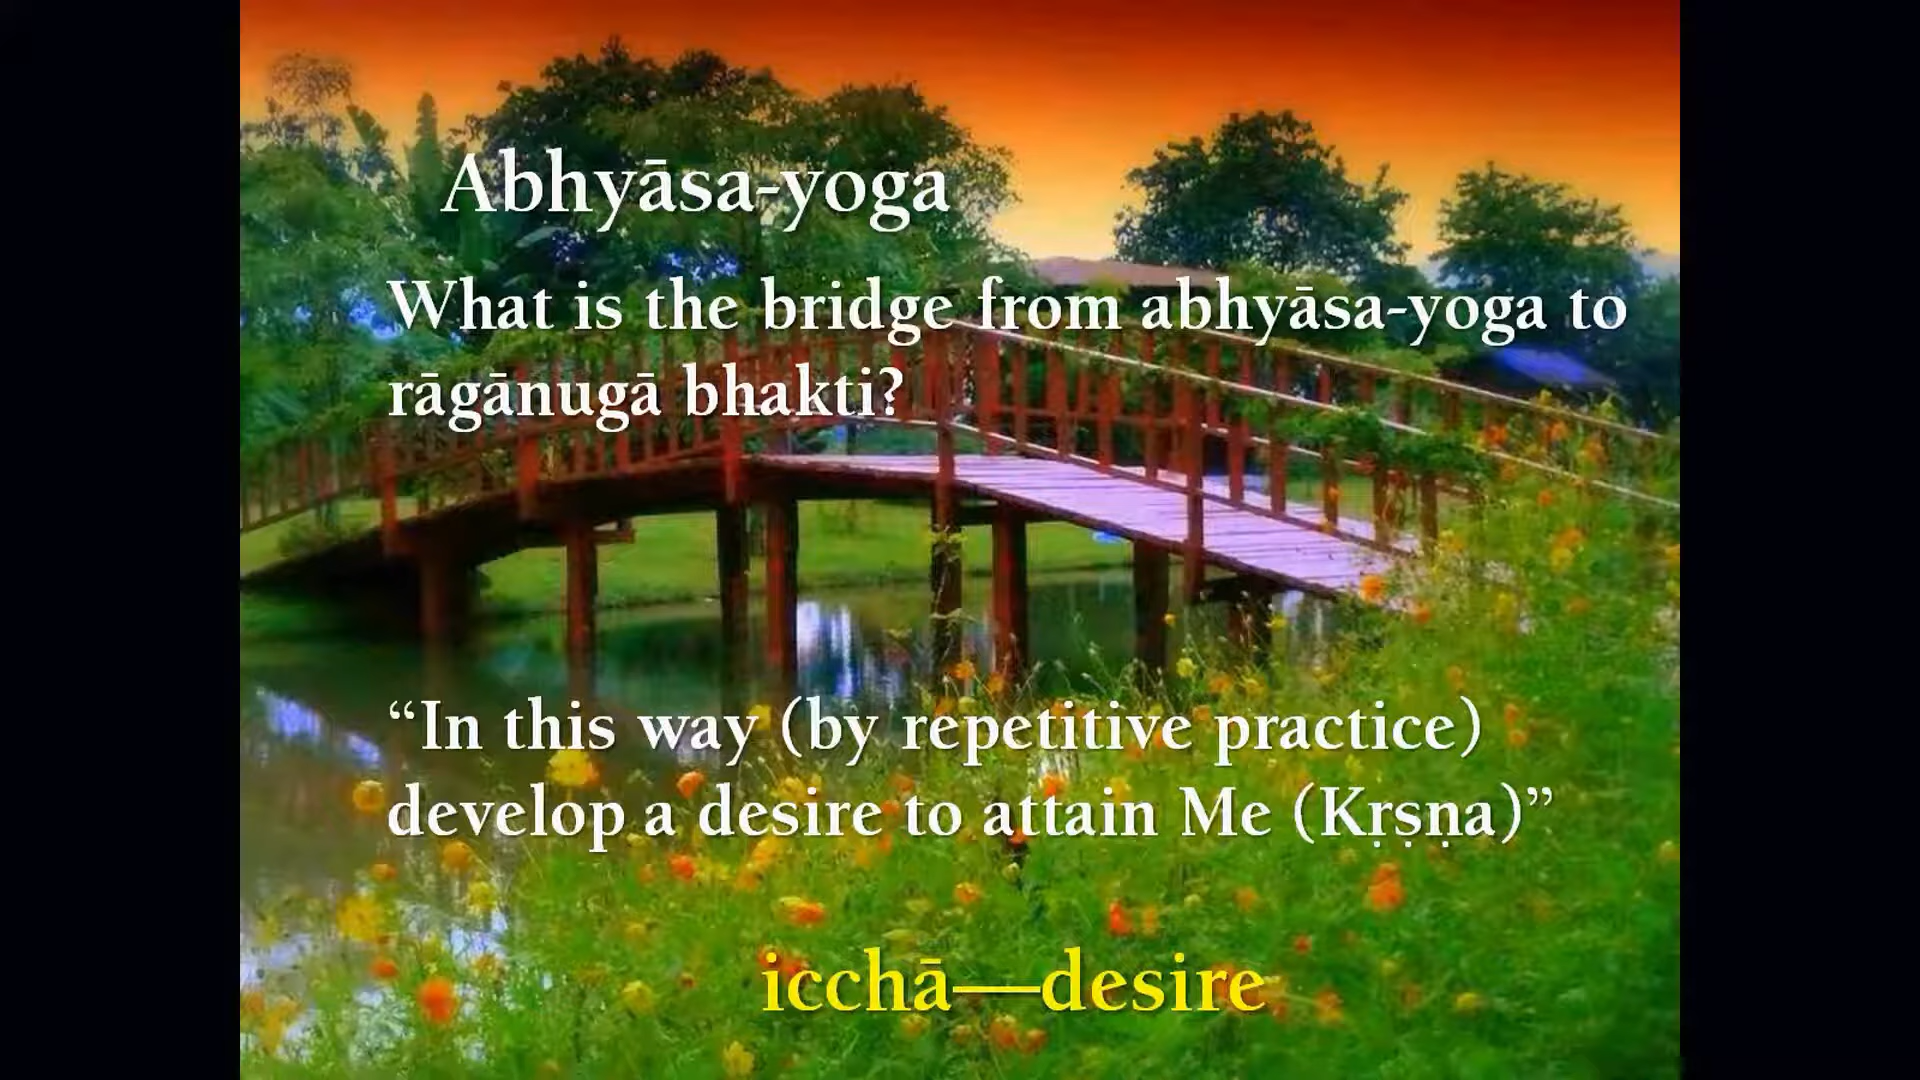 Abhyāsa-yoga
What is the bridge from abhyāsa-yoga to
rāgānugā bhakti?
“In this way (by repetitive practice)
develop a desire to attain Me (Kṛṣṇa)”
icchā—desire